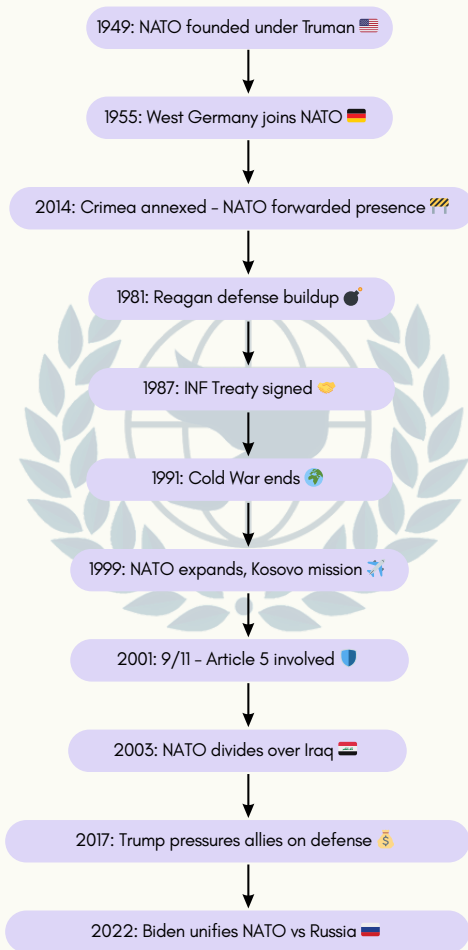 1949: NATO founded under Truman 🇺🇸
1955: West Germany joins NATO 🇩🇪
2014: Crimea annexed - NATO forwarded presence 🚧
1981: Reagan defense buildup 💣
1987: INF Treaty signed 🤝
1991: Cold War ends 🌍
1999: NATO expands, Kosovo mission ✈️
2001: 9/11 - Article 5 involved 🛡️
2003: NATO divides over Iraq 🇮🇶
2017: Trump pressures allies on defense 💰
2022: Biden unifies NATO vs Russia 🇷🇺